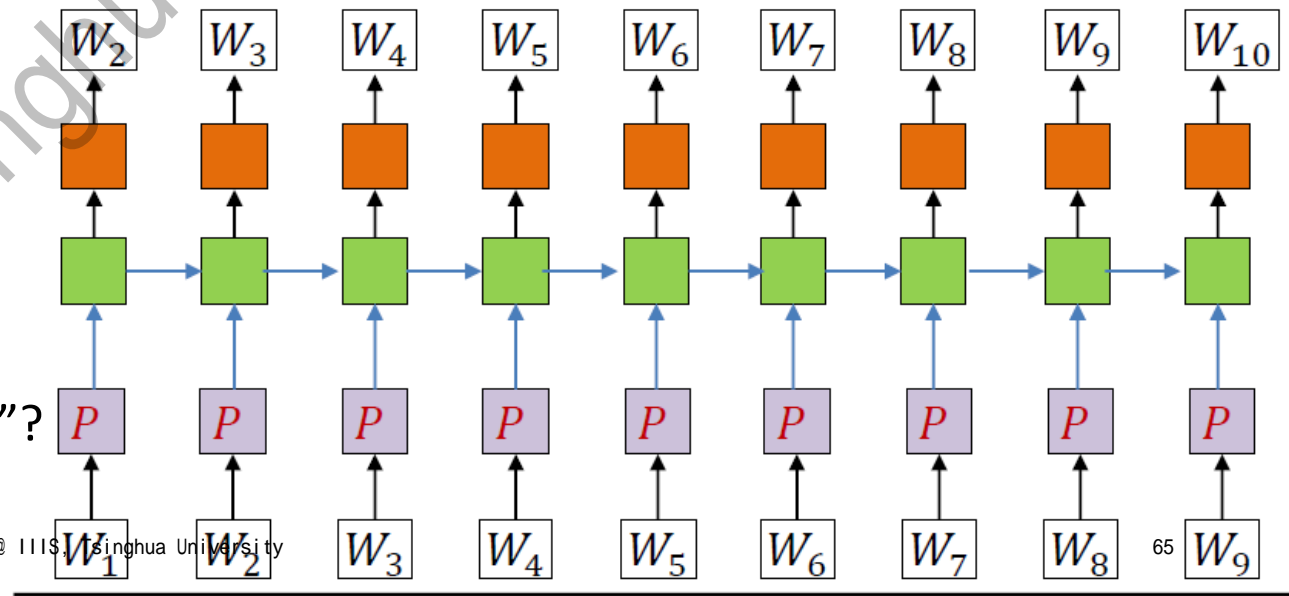 nghu
W₂ W₃ W₄ W₅ W₆ W₇ W₈ W₉ W₁₀
"? P P P P P P P P P
@ IIIS, Tsinghua University 65
W₁ W₂ W₃ W₄ W₅ W₆ W₇ W₈ W₉